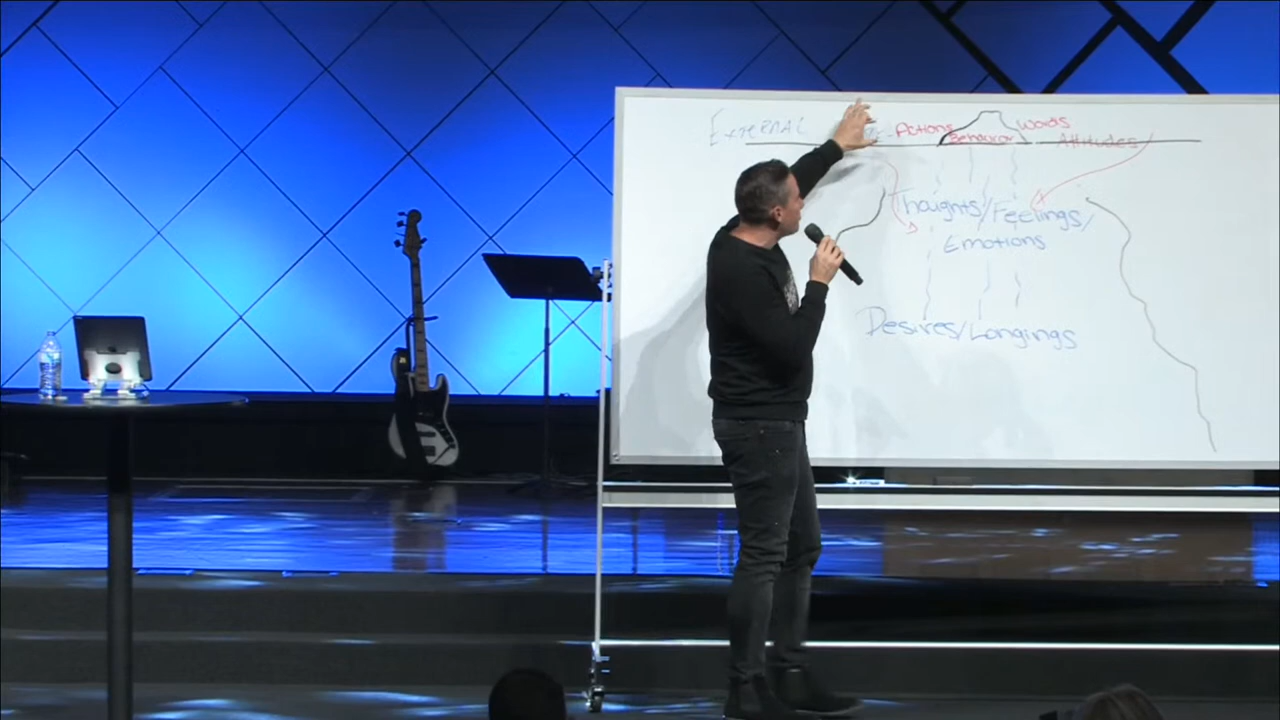 EXTERNAL
Actions Behavior Words
Attitudes
Thoughts/Feelings/
Emotions
Desires/Longings